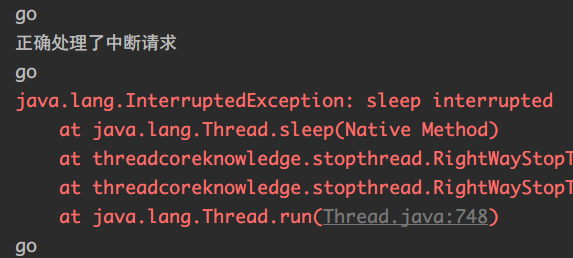 go
正确处理了中断请求
go
java.lang.InterruptedException: sleep interrupted
at java.lang.Thread.sleep(Native Method)
at threadcoreknowledge.stopthread.RightWayStopT
at threadcoreknowledge.stopthread.RightWayStopT
at java.lang.Thread.run(Thread.java:748)
go